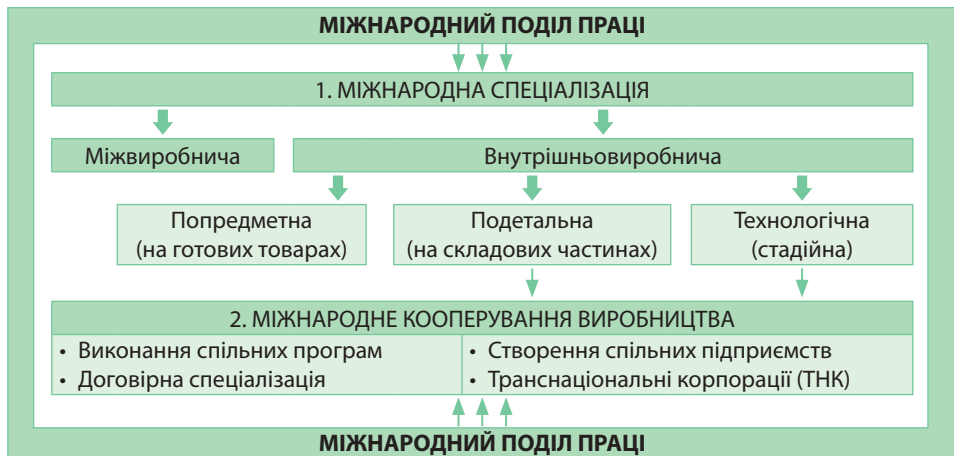 МІЖНАРОДНИЙ ПОДІЛ ПРАЦІ
1. МІЖНАРОДНА СПЕЦІАЛІЗАЦІЯ
Міжвиробнича
Внутрішньовиробнича
Попредметна
(на готових товарах)
Подетальна
(на складових частинах)
Технологічна
(стадійна)
2. МІЖНАРОДНЕ КООПЕРУВАННЯ ВИРОБНИЦТВА
• Виконання спільних програм
• Договірна спеціалізація
• Створення спільних підприємств
• Транснаціональні корпорації (ТНК)
МІЖНАРОДНИЙ ПОДІЛ ПРАЦІ